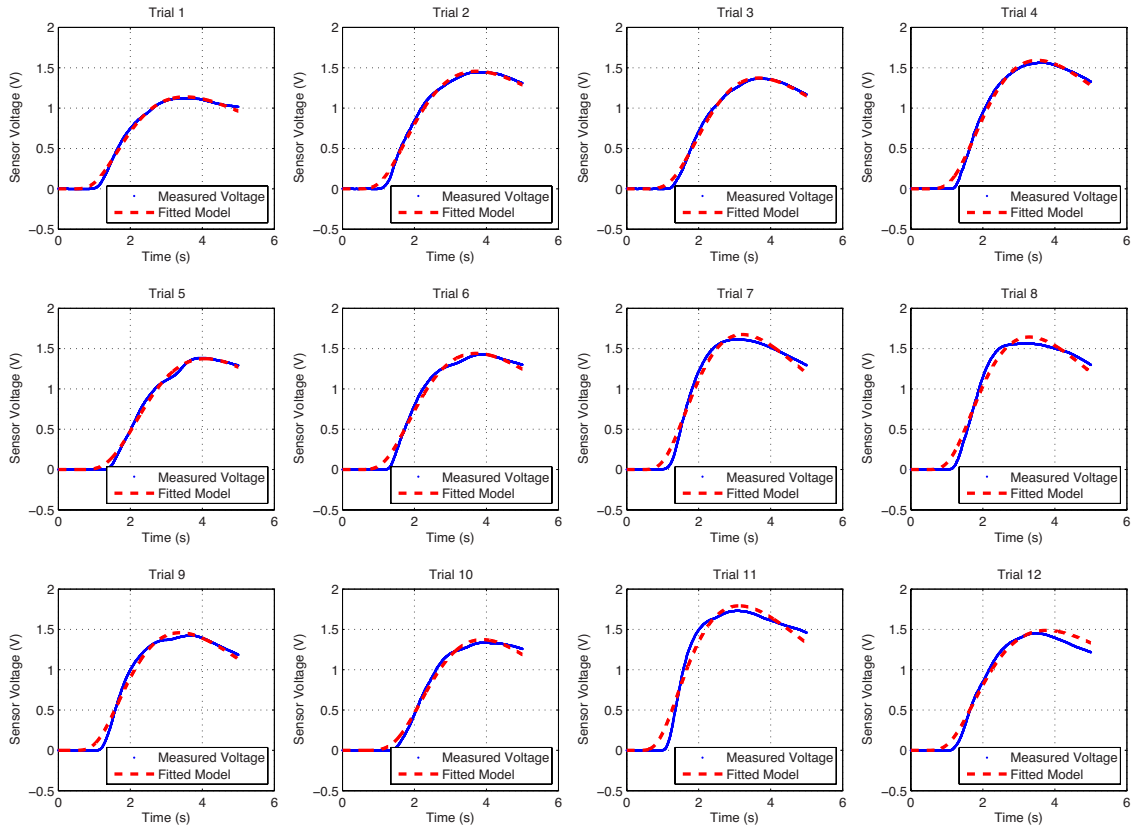 Trial 1
2
1.5
1
0.5
0
−0.5
0
2
4
6
Time (s)
Sensor Voltage (V)
Measured Voltage
Fitted Model
Trial 2
2
1.5
1
0.5
0
−0.5
0
2
4
6
Time (s)
Sensor Voltage (V)
Measured Voltage
Fitted Model
Trial 3
2
1.5
1
0.5
0
−0.5
0
2
4
6
Time (s)
Sensor Voltage (V)
Measured Voltage
Fitted Model
Trial 4
2
1.5
1
0.5
0
−0.5
0
2
4
6
Time (s)
Sensor Voltage (V)
Measured Voltage
Fitted Model
Trial 5
2
1.5
1
0.5
0
−0.5
0
2
4
6
Time (s)
Sensor Voltage (V)
Measured Voltage
Fitted Model
Trial 6
2
1.5
1
0.5
0
−0.5
0
2
4
6
Time (s)
Sensor Voltage (V)
Measured Voltage
Fitted Model
Trial 7
2
1.5
1
0.5
0
−0.5
0
2
4
6
Time (s)
Sensor Voltage (V)
Measured Voltage
Fitted Model
Trial 8
2
1.5
1
0.5
0
−0.5
0
2
4
6
Time (s)
Sensor Voltage (V)
Measured Voltage
Fitted Model
Trial 9
2
1.5
1
0.5
0
−0.5
0
2
4
6
Time (s)
Sensor Voltage (V)
Measured Voltage
Fitted Model
Trial 10
2
1.5
1
0.5
0
−0.5
0
2
4
6
Time (s)
Sensor Voltage (V)
Measured Voltage
Fitted Model
Trial 11
2
1.5
1
0.5
0
−0.5
0
2
4
6
Time (s)
Sensor Voltage (V)
Measured Voltage
Fitted Model
Trial 12
2
1.5
1
0.5
0
−0.5
0
2
4
6
Time (s)
Sensor Voltage (V)
Measured Voltage
Fitted Model